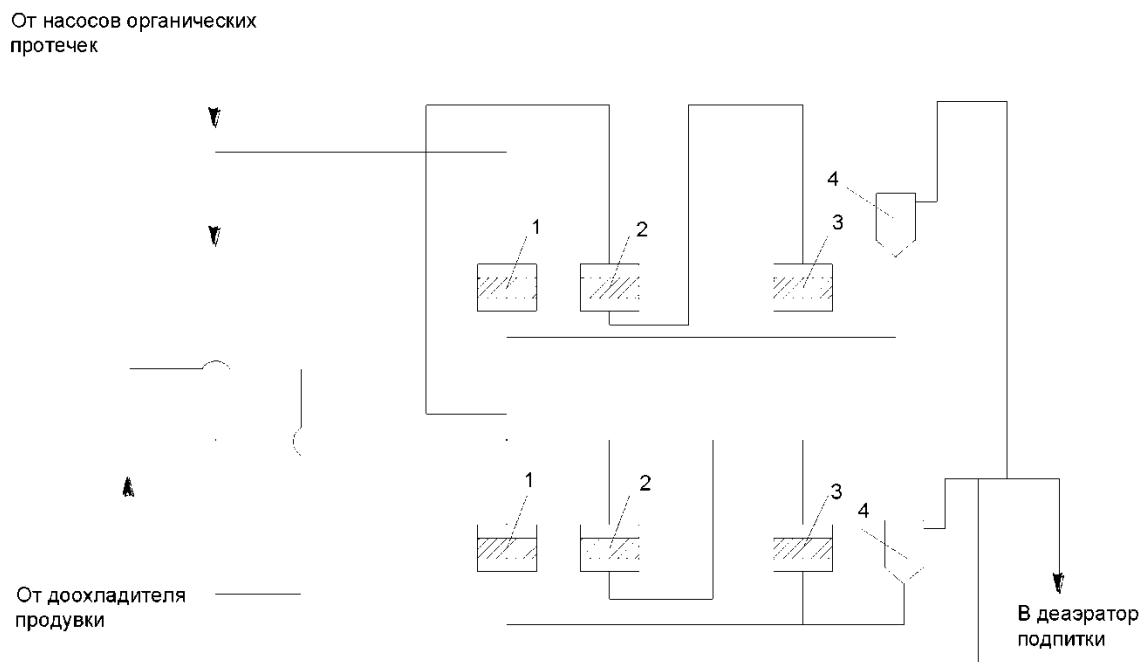 От насосов органических
протечек
4
1
2
3
1
2
3
4
От доохладителя
продувки
В деаэратор
подпитки